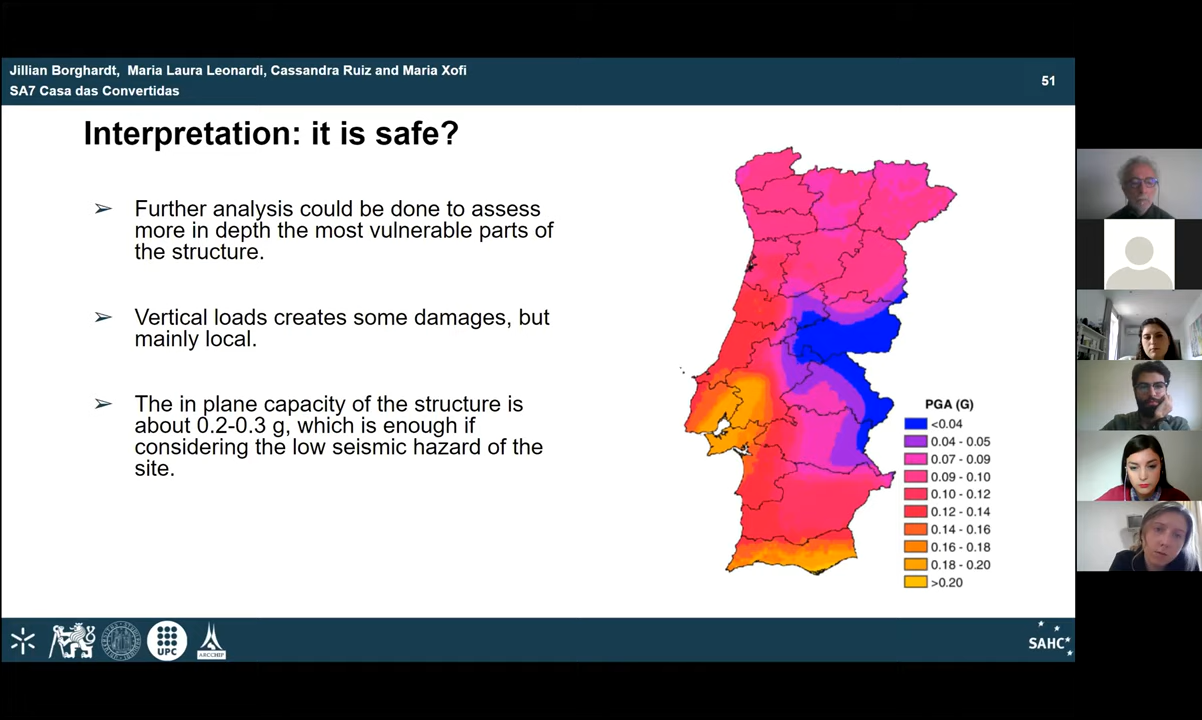 Jillian Borghardt, Maria Laura Leonardi, Cassandra Ruiz and Maria Xofi
SA7 Casa das Convertidas
51
Interpretation: it is safe?
➢ Further analysis could be done to assess
more in depth the most vulnerable parts of
the structure.
➢ Vertical loads creates some damages, but
mainly local.
➢ The in plane capacity of the structure is
about 0.2-0.3 g, which is enough if
considering the low seismic hazard of the
site.
PGA (G)
<0.04
0.04 - 0.05
0.07 - 0.09
0.09 - 0.10
0.10 - 0.12
0.12 - 0.14
0.14 - 0.16
0.16 - 0.18
0.18 - 0.20
>0.20
UPC
ARCCHIP
SAHC